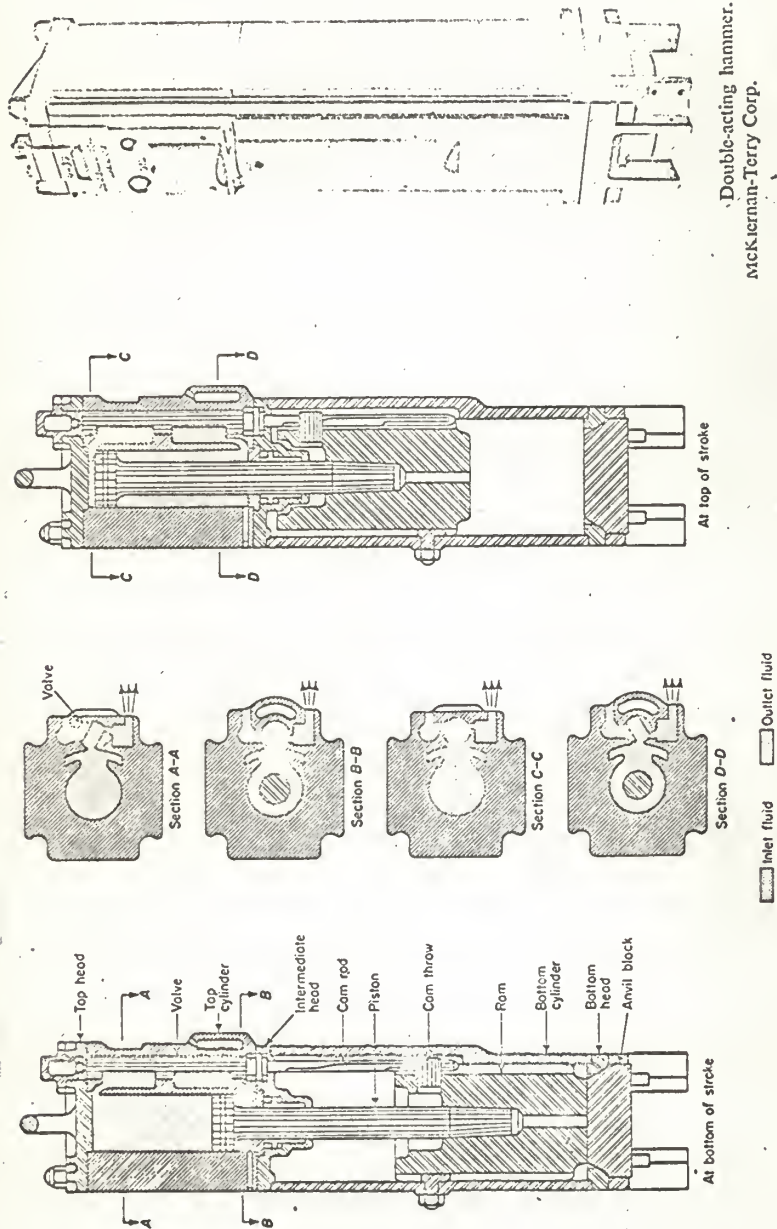 Top head
A
A
Valve
Top
cylinder
B
B
Intermediate
head
Cam rod
Piston
Cam throw
Ram
Bottom
cylinder
Bottom
head
Anvil block
At bottom of stroke
Valve
Section A-A
Section B-B
Section C-C
Section D-D
Inlet fluid
Outlet fluid
C
C
D
D
At top of stroke
Double-acting hammer.
McKiernan-Terry Corp.